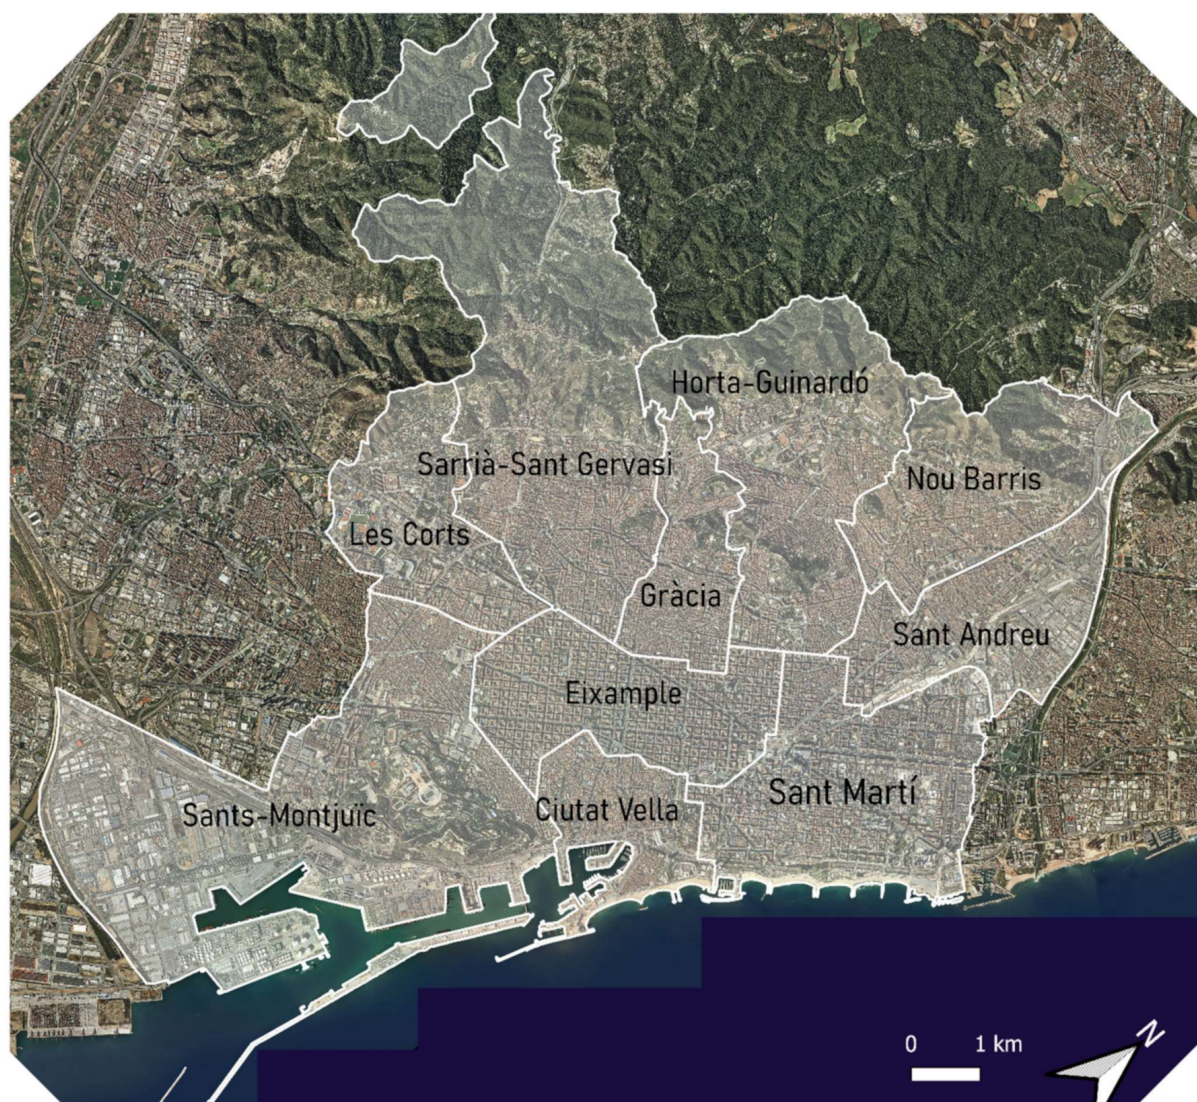 Horta-Guinardó
Sarrià-Sant Gervasi
Nou Barris
Les Corts
Gràcia
Sant Andreu
Eixample
Sant Martí
Sants-Montjuïc
Ciutat Vella
N
0 1 km